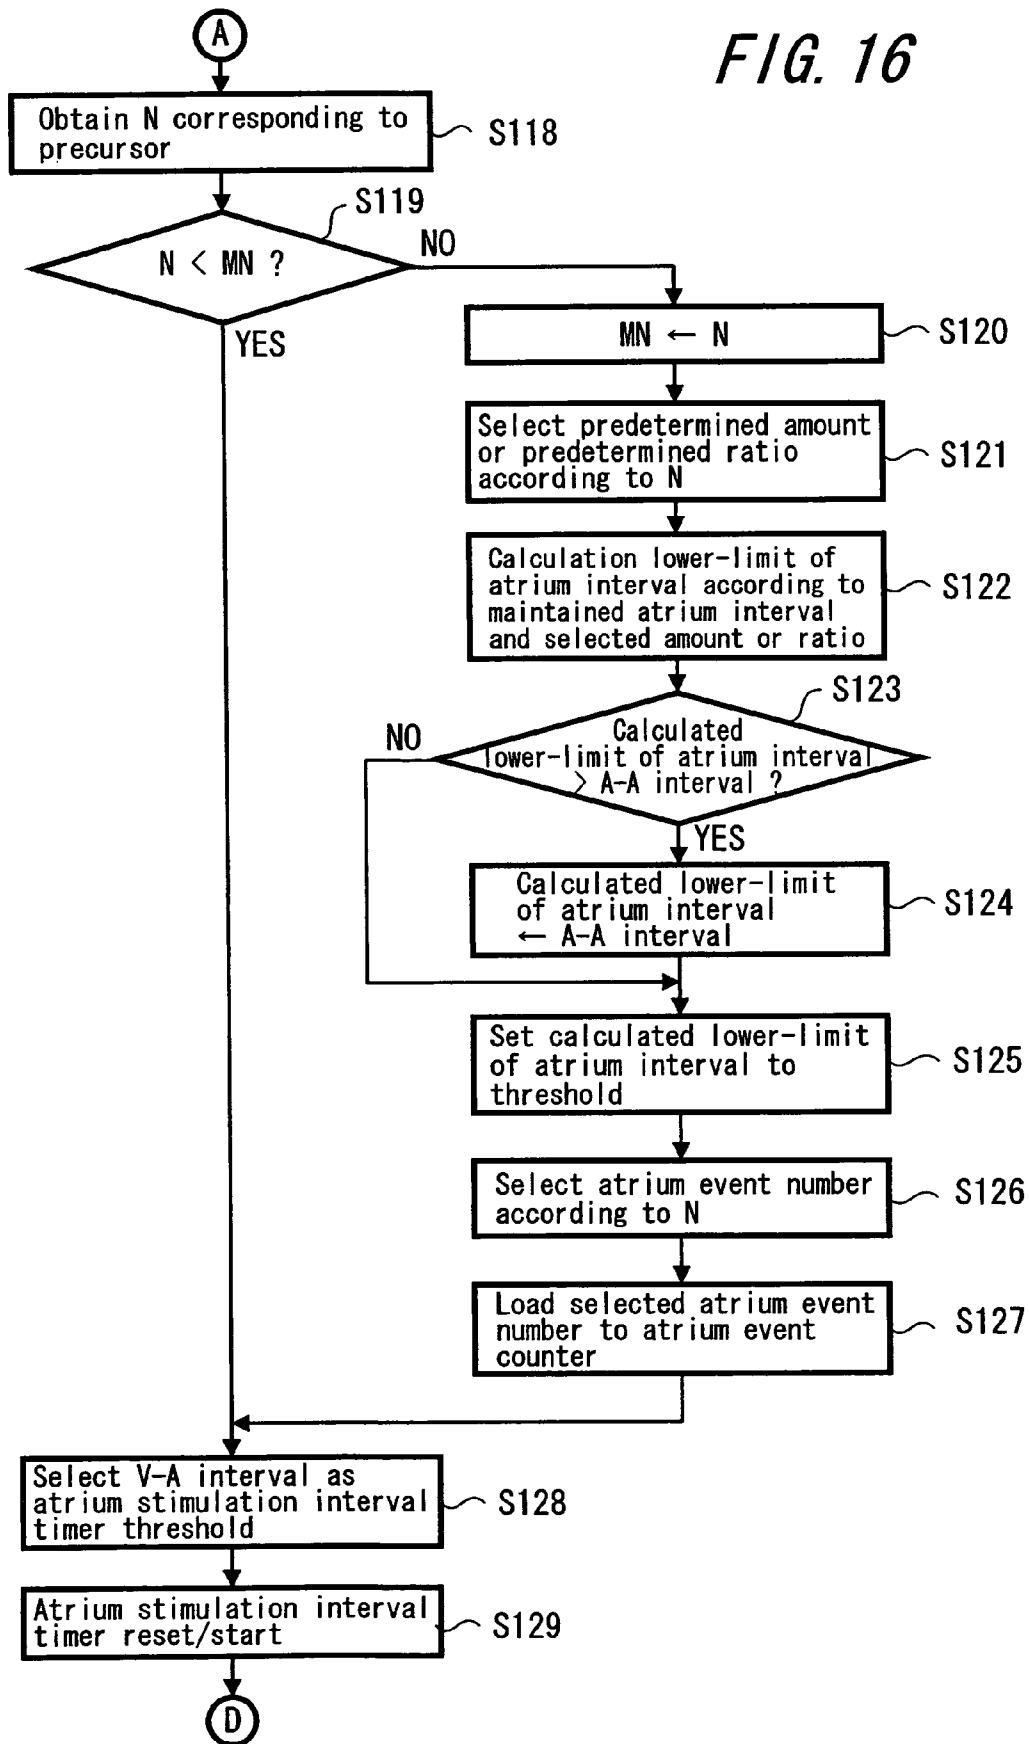 FIG. 16
A
Obtain N corresponding to
precursor
S118
S119
N < MN ?
NO
YES
MN ← N
S120
Select predetermined amount
or predetermined ratio
according to N
S121
Calculation lower-limit of
atrium interval according to
maintained atrium interval
and selected amount or ratio
S122
S123
Calculated
lower-limit of atrium interval
> A-A interval ?
NO
YES
Calculated lower-limit
of atrium interval
← A-A interval
S124
Set calculated lower-limit
of atrium interval to
threshold
S125
Select atrium event number
according to N
S126
Load selected atrium event
number to atrium event
counter
S127
Select V-A interval as
atrium stimulation interval
timer threshold
S128
Atrium stimulation interval
timer reset/start
S129
D